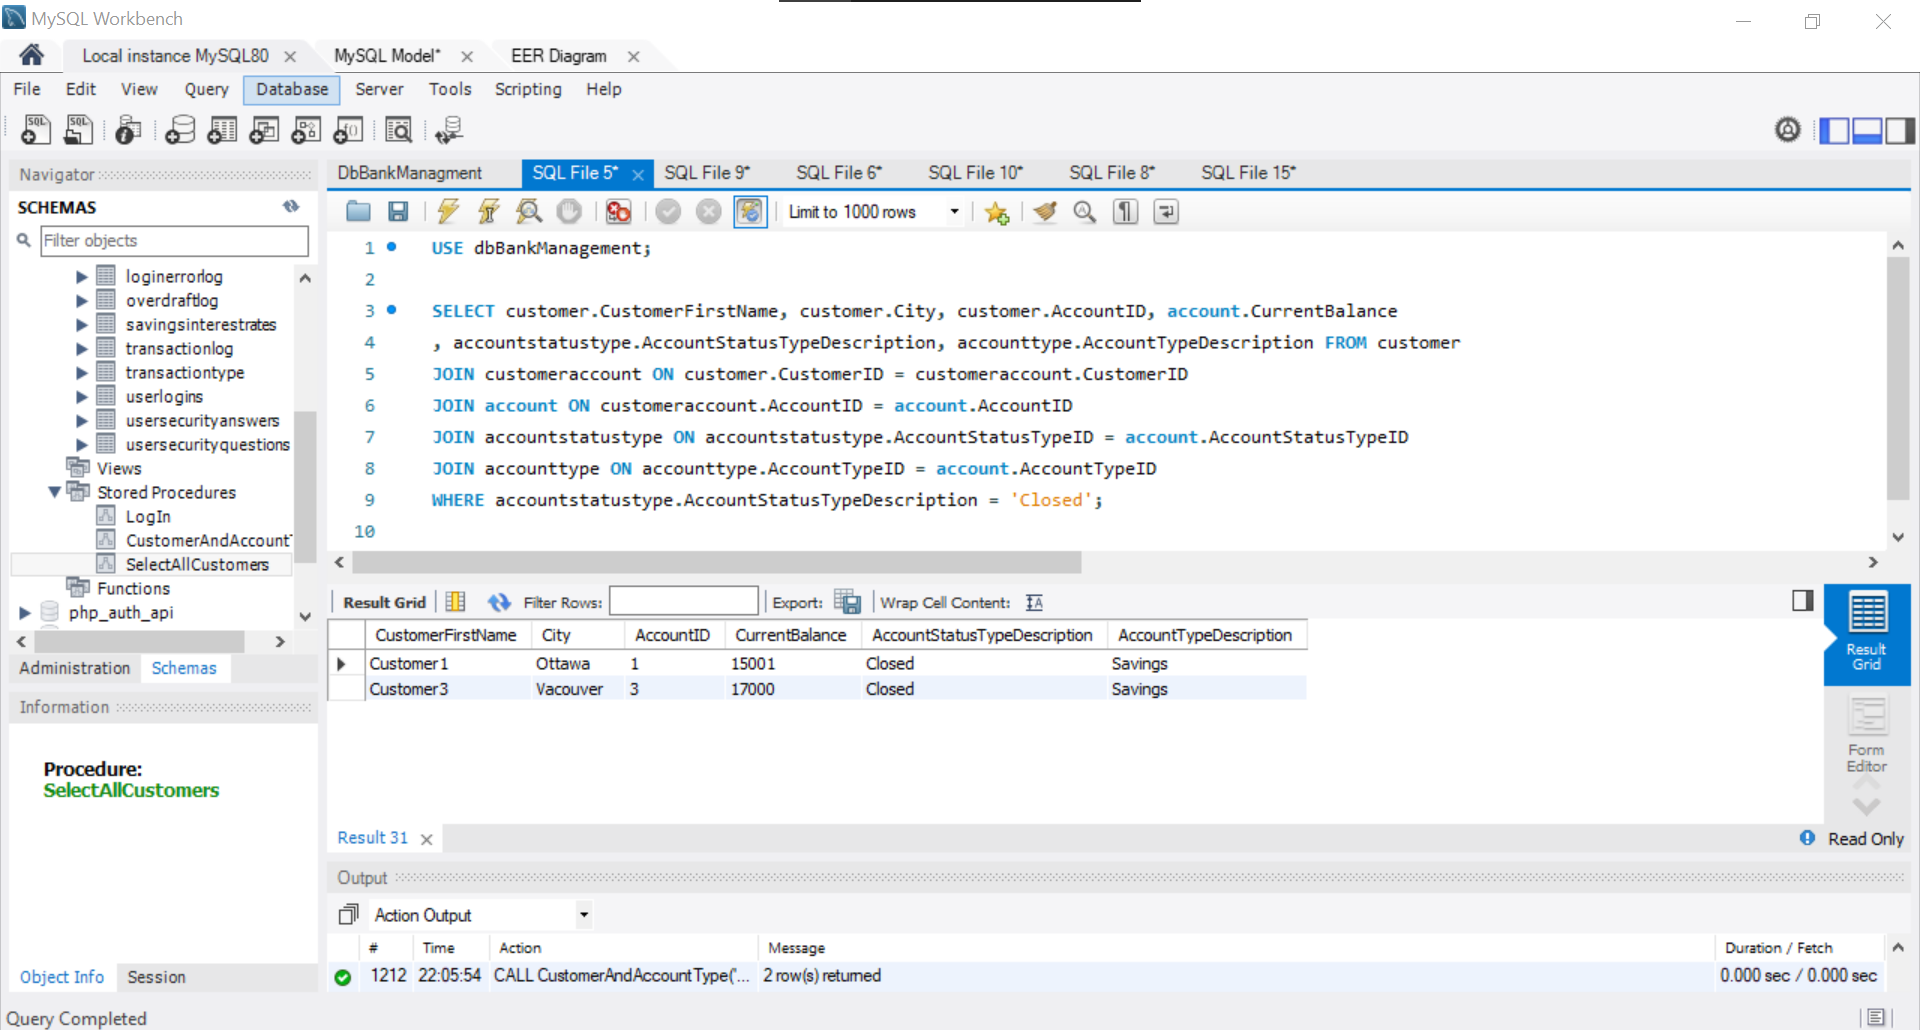 MySQL Workbench
Local instance MySQL80
MySQL Model*
EER Diagram
File Edit View Query Database Server Tools Scripting Help
Navigator
SCHEMAS
Filter objects
loginerrorlog
overdraftlog
savingsinterestrates
transactionlog
transactiontype
userlogins
usersecurityanswers
usersecurityquestions
Views
Stored Procedures
LogIn
CustomerAndAccount
SelectAllCustomers
Functions
php_auth_api
Administration Schemas
Information
Procedure:
SelectAllCustomers
Object Info Session
DbBankManagment SQL File 5* SQL File 9* SQL File 6* SQL File 10* SQL File 8* SQL File 15*
Limit to 1000 rows
1 USE dbBankManagement;
2
3 SELECT customer.CustomerFirstName, customer.City, customer.AccountID, account.CurrentBalance
4 , accountstatustype.AccountStatusTypeDescription, accounttype.AccountTypeDescription FROM customer
5 JOIN customeraccount ON customer.CustomerID = customeraccount.CustomerID
6 JOIN account ON customeraccount.AccountID = account.AccountID
7 JOIN accountstatustype ON accountstatustype.AccountStatusTypeID = account.AccountStatusTypeID
8 JOIN accounttype ON accounttype.AccountTypeID = account.AccountTypeID
9 WHERE accountstatustype.AccountStatusTypeDescription = 'Closed';
10
Result Grid Filter Rows: Export: Wrap Cell Content:
CustomerFirstName City AccountID CurrentBalance AccountStatusTypeDescription AccountTypeDescription
Customer1 Ottawa 1 15001 Closed Savings
Customer3 Vacouver 3 17000 Closed Savings
Result
Grid
Form
Editor
Result 31
Read Only
Output
Action Output
# Time Action Message Duration / Fetch
1212 22:05:54 CALL CustomerAndAccountType('... 2 row(s) returned 0.000 sec / 0.000 sec
Query Completed